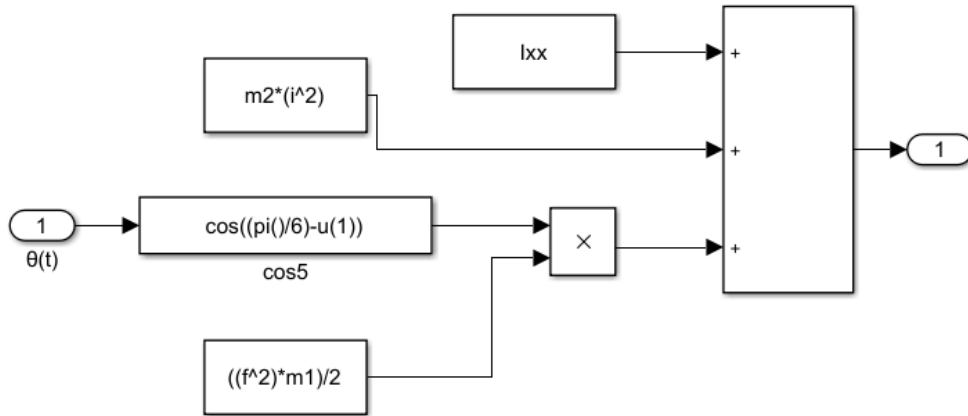 Ixx
m2*(i^2)
+
+
1
1
cos((pi()/6)-u(1))
×
+
θ(t)
cos5
((f^2)*m1)/2